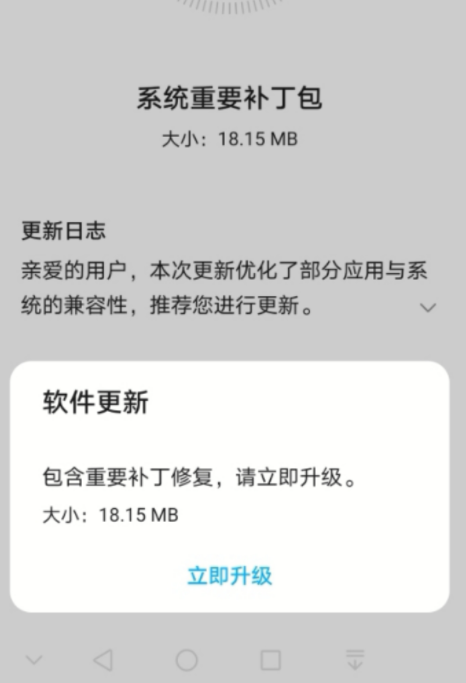 系统重要补丁包
大小：18.15 MB
更新日志
亲爱的用户，本次更新优化了部分应用与系
统的兼容性，推荐您进行更新。
软件更新
包含重要补丁修复，请立即升级。
大小：18.15 MB
立即升级